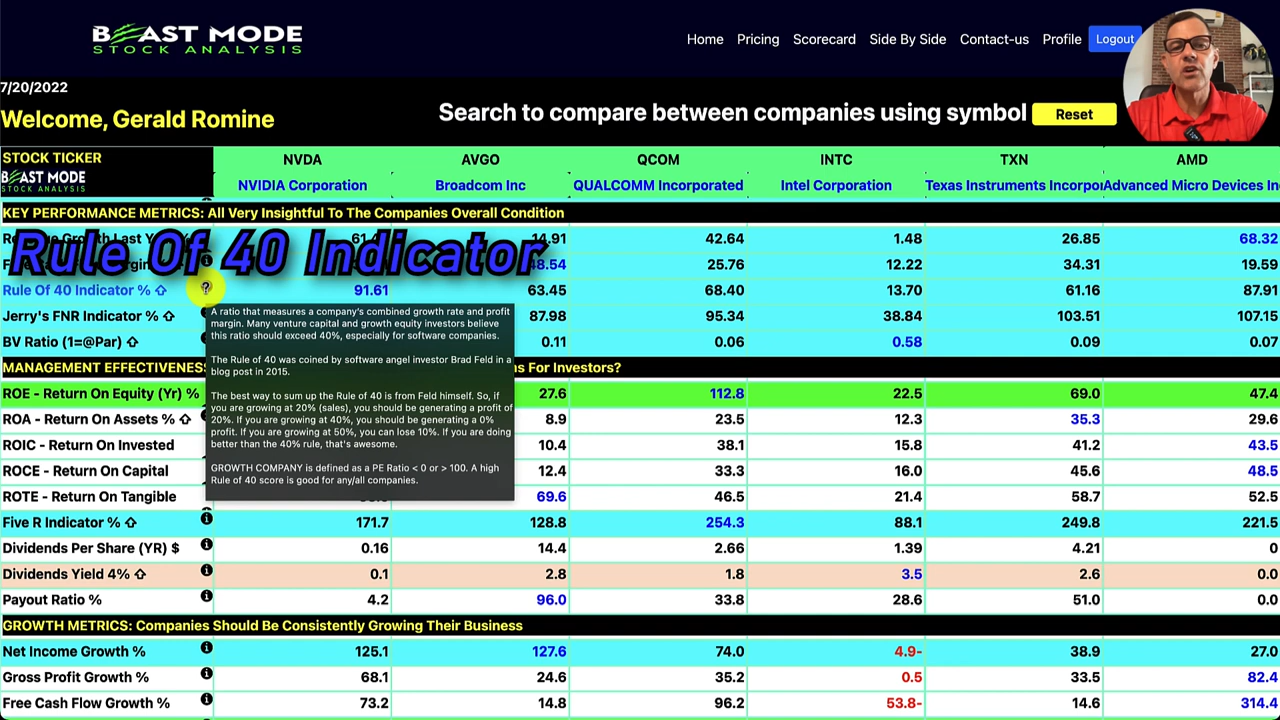 BEAST MODE
STOCK ANALYSIS
Home Pricing Scorecard Side By Side Contact-us Profile Logout
7/20/2022
Welcome, Gerald Romine
Search to compare between companies using symbol Reset
STOCK TICKER NVDA AVGO QCOM INTC TXN AMD
BEAST MODE
STOCK ANALYSIS
NVIDIA Corporation Broadcom Inc QUALCOMM Incorporated Intel Corporation Texas Instruments Incorpo Advanced Micro Devices In
KEY PERFORMANCE METRICS: All Very Insightful To The Companies Overall Condition
Growth Last 14.91 42.64 1.48 26.85 68.32
Rule Of 40 Indicator
48.54 25.76 12.22 34.31 19.59
Rule Of 40 Indicator % 91.61 63.45 68.40 13.70 61.16 87.91
Jerry's FNR Indicator % 87.98 95.34 38.84 103.51 107.15
BV Ratio (1=@Par) 0.11 0.06 0.58 0.09 0.07
A ratio that measures a company's combined growth rate and profit
margin. Many venture capital and growth equity investors believe
this ratio should exceed 40%, especially for software companies.
The Rule of 40 was coined by software angel investor Brad Feld in a
blog post in 2015.
The best way to sum up the Rule of 40 is from Feld himself. So, if
you are growing at 20% (sales), you should be generating a profit of
20%. If you are growing at 40%, you should be generating a 0%
profit. If you are growing at 50%, you can lose 10%. If you are doing
better than the 40% rule, that's awesome.
GROWTH COMPANY is defined as a PE Ratio < 0 or > 100. A high
Rule of 40 score is good for any/all companies.
MANAGEMENT EFFECTIVENESS For Investors?
ROE - Return On Equity (Yr) % 27.6 112.8 22.5 69.0 47.4
ROA - Return On Assets % 8.9 23.5 12.3 35.3 29.6
ROIC - Return On Invested 10.4 38.1 15.8 41.2 43.5
ROCE - Return On Capital 12.4 33.3 16.0 45.6 48.5
ROTE - Return On Tangible 69.6 46.5 21.4 58.7 52.5
Five R Indicator % 171.7 128.8 254.3 88.1 249.8 221.5
Dividends Per Share (YR) $ 0.16 14.4 2.66 1.39 4.21 0
Dividends Yield 4% 0.1 2.8 1.8 3.5 2.6 0.0
Payout Ratio % 4.2 96.0 33.8 28.6 51.0 0.0
GROWTH METRICS: Companies Should Be Consistently Growing Their Business
Net Income Growth % 125.1 127.6 74.0 4.9- 38.9 27.0
Gross Profit Growth % 68.1 24.6 35.2 0.5 33.5 82.4
Free Cash Flow Growth % 73.2 14.8 96.2 53.8- 14.6 314.4